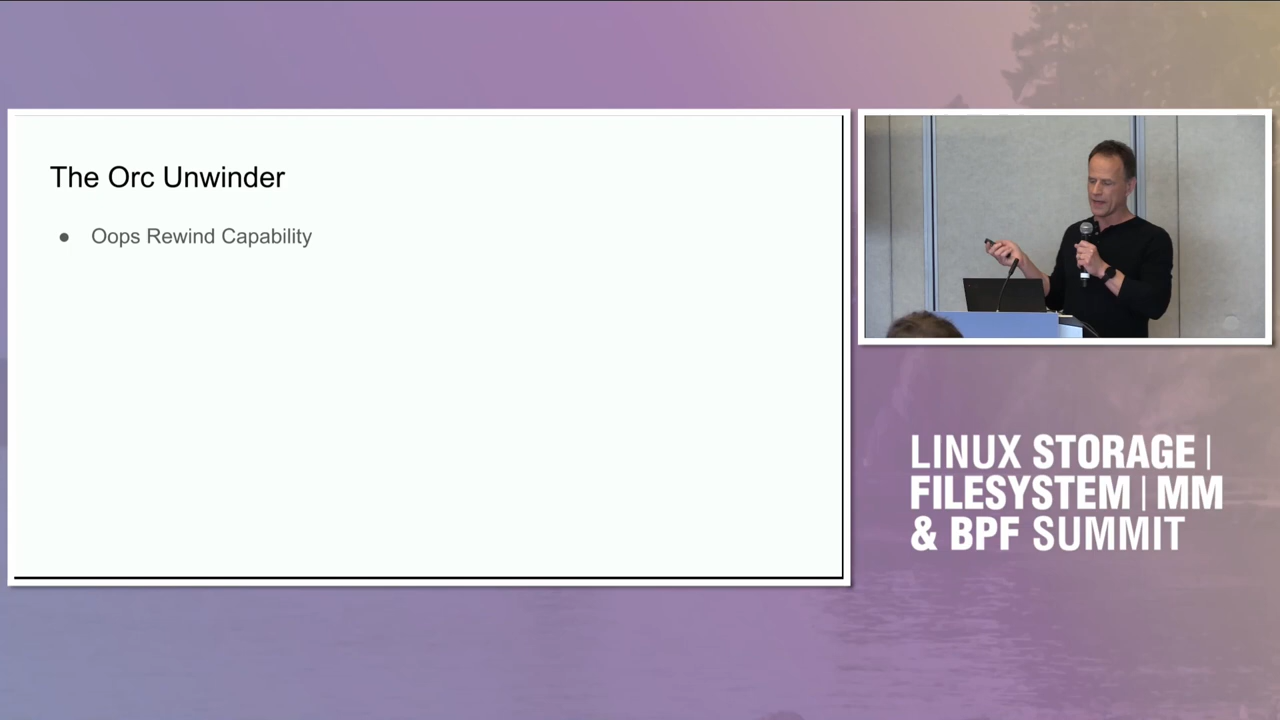 The Orc Unwinder
● Oops Rewind Capability
LINUX STORAGE |
FILESYSTEM | MM
& BPF SUMMIT